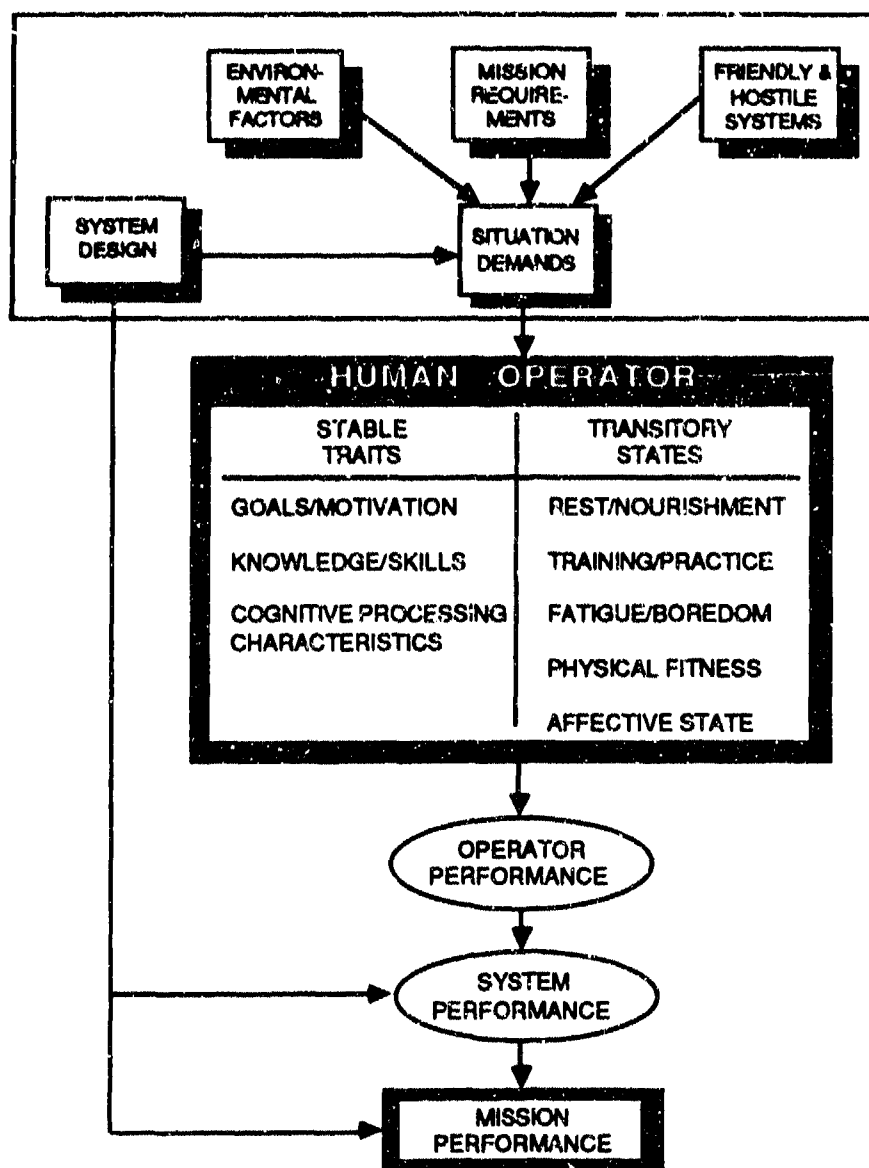 ENVIRON-
MENTAL
FACTORS
MISSION
REQUIRE-
MENTS
FRIENDLY &
HOSTILE
SYSTEMS
SYSTEM
DESIGN
SITUATION
DEMANDS
HUMAN OPERATOR
STABLE
TRAITS
TRANSITORY
STATES
GOALS/MOTIVATION
KNOWLEDGE/SKILLS
COGNITIVE PROCESSING
CHARACTERISTICS
REST/NOURISHMENT
TRAINING/PRACTICE
FATIGUE/BOREDOM
PHYSICAL FITNESS
AFFECTIVE STATE
OPERATOR
PERFORMANCE
SYSTEM
PERFORMANCE
MISSION
PERFORMANCE